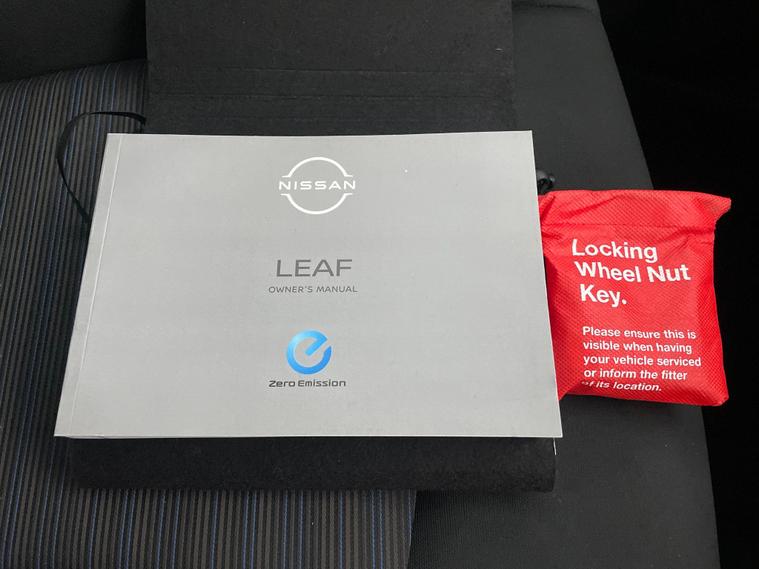 NISSAN
LEAF
OWNER'S MANUAL
Zero Emission
Locking
Wheel Nut
Key.
Please ensure this is
visible when having
your vehicle serviced
or inform the fitter
of its location.